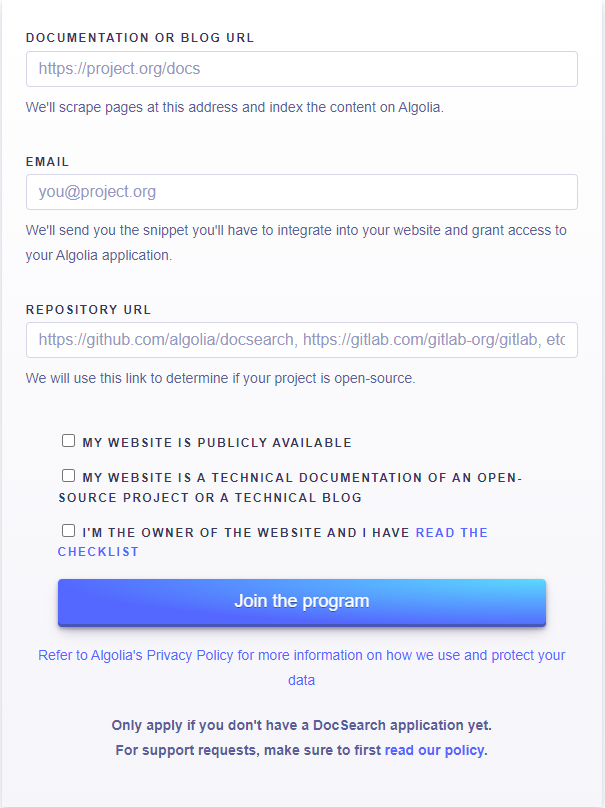 DOCUMENTATION OR BLOG URL
https://project.org/docs
We'll scrape pages at this address and index the content on Algolia.
EMAIL
you@project.org
We'll send you the snippet you'll have to integrate into your website and grant access to
your Algolia application.
REPOSITORY URL
https://github.com/algolia/docsearch, https://gitlab.com/gitlab-org/gitlab, etc
We will use this link to determine if your project is open-source.
MY WEBSITE IS PUBLICLY AVAILABLE
MY WEBSITE IS A TECHNICAL DOCUMENTATION OF AN OPEN-
SOURCE PROJECT OR A TECHNICAL BLOG
I'M THE OWNER OF THE WEBSITE AND I HAVE READ THE
CHECKLIST
Join the program
Refer to Algolia's Privacy Policy for more information on how we use and protect your
data
Only apply if you don't have a DocSearch application yet.
For support requests, make sure to first read our policy.